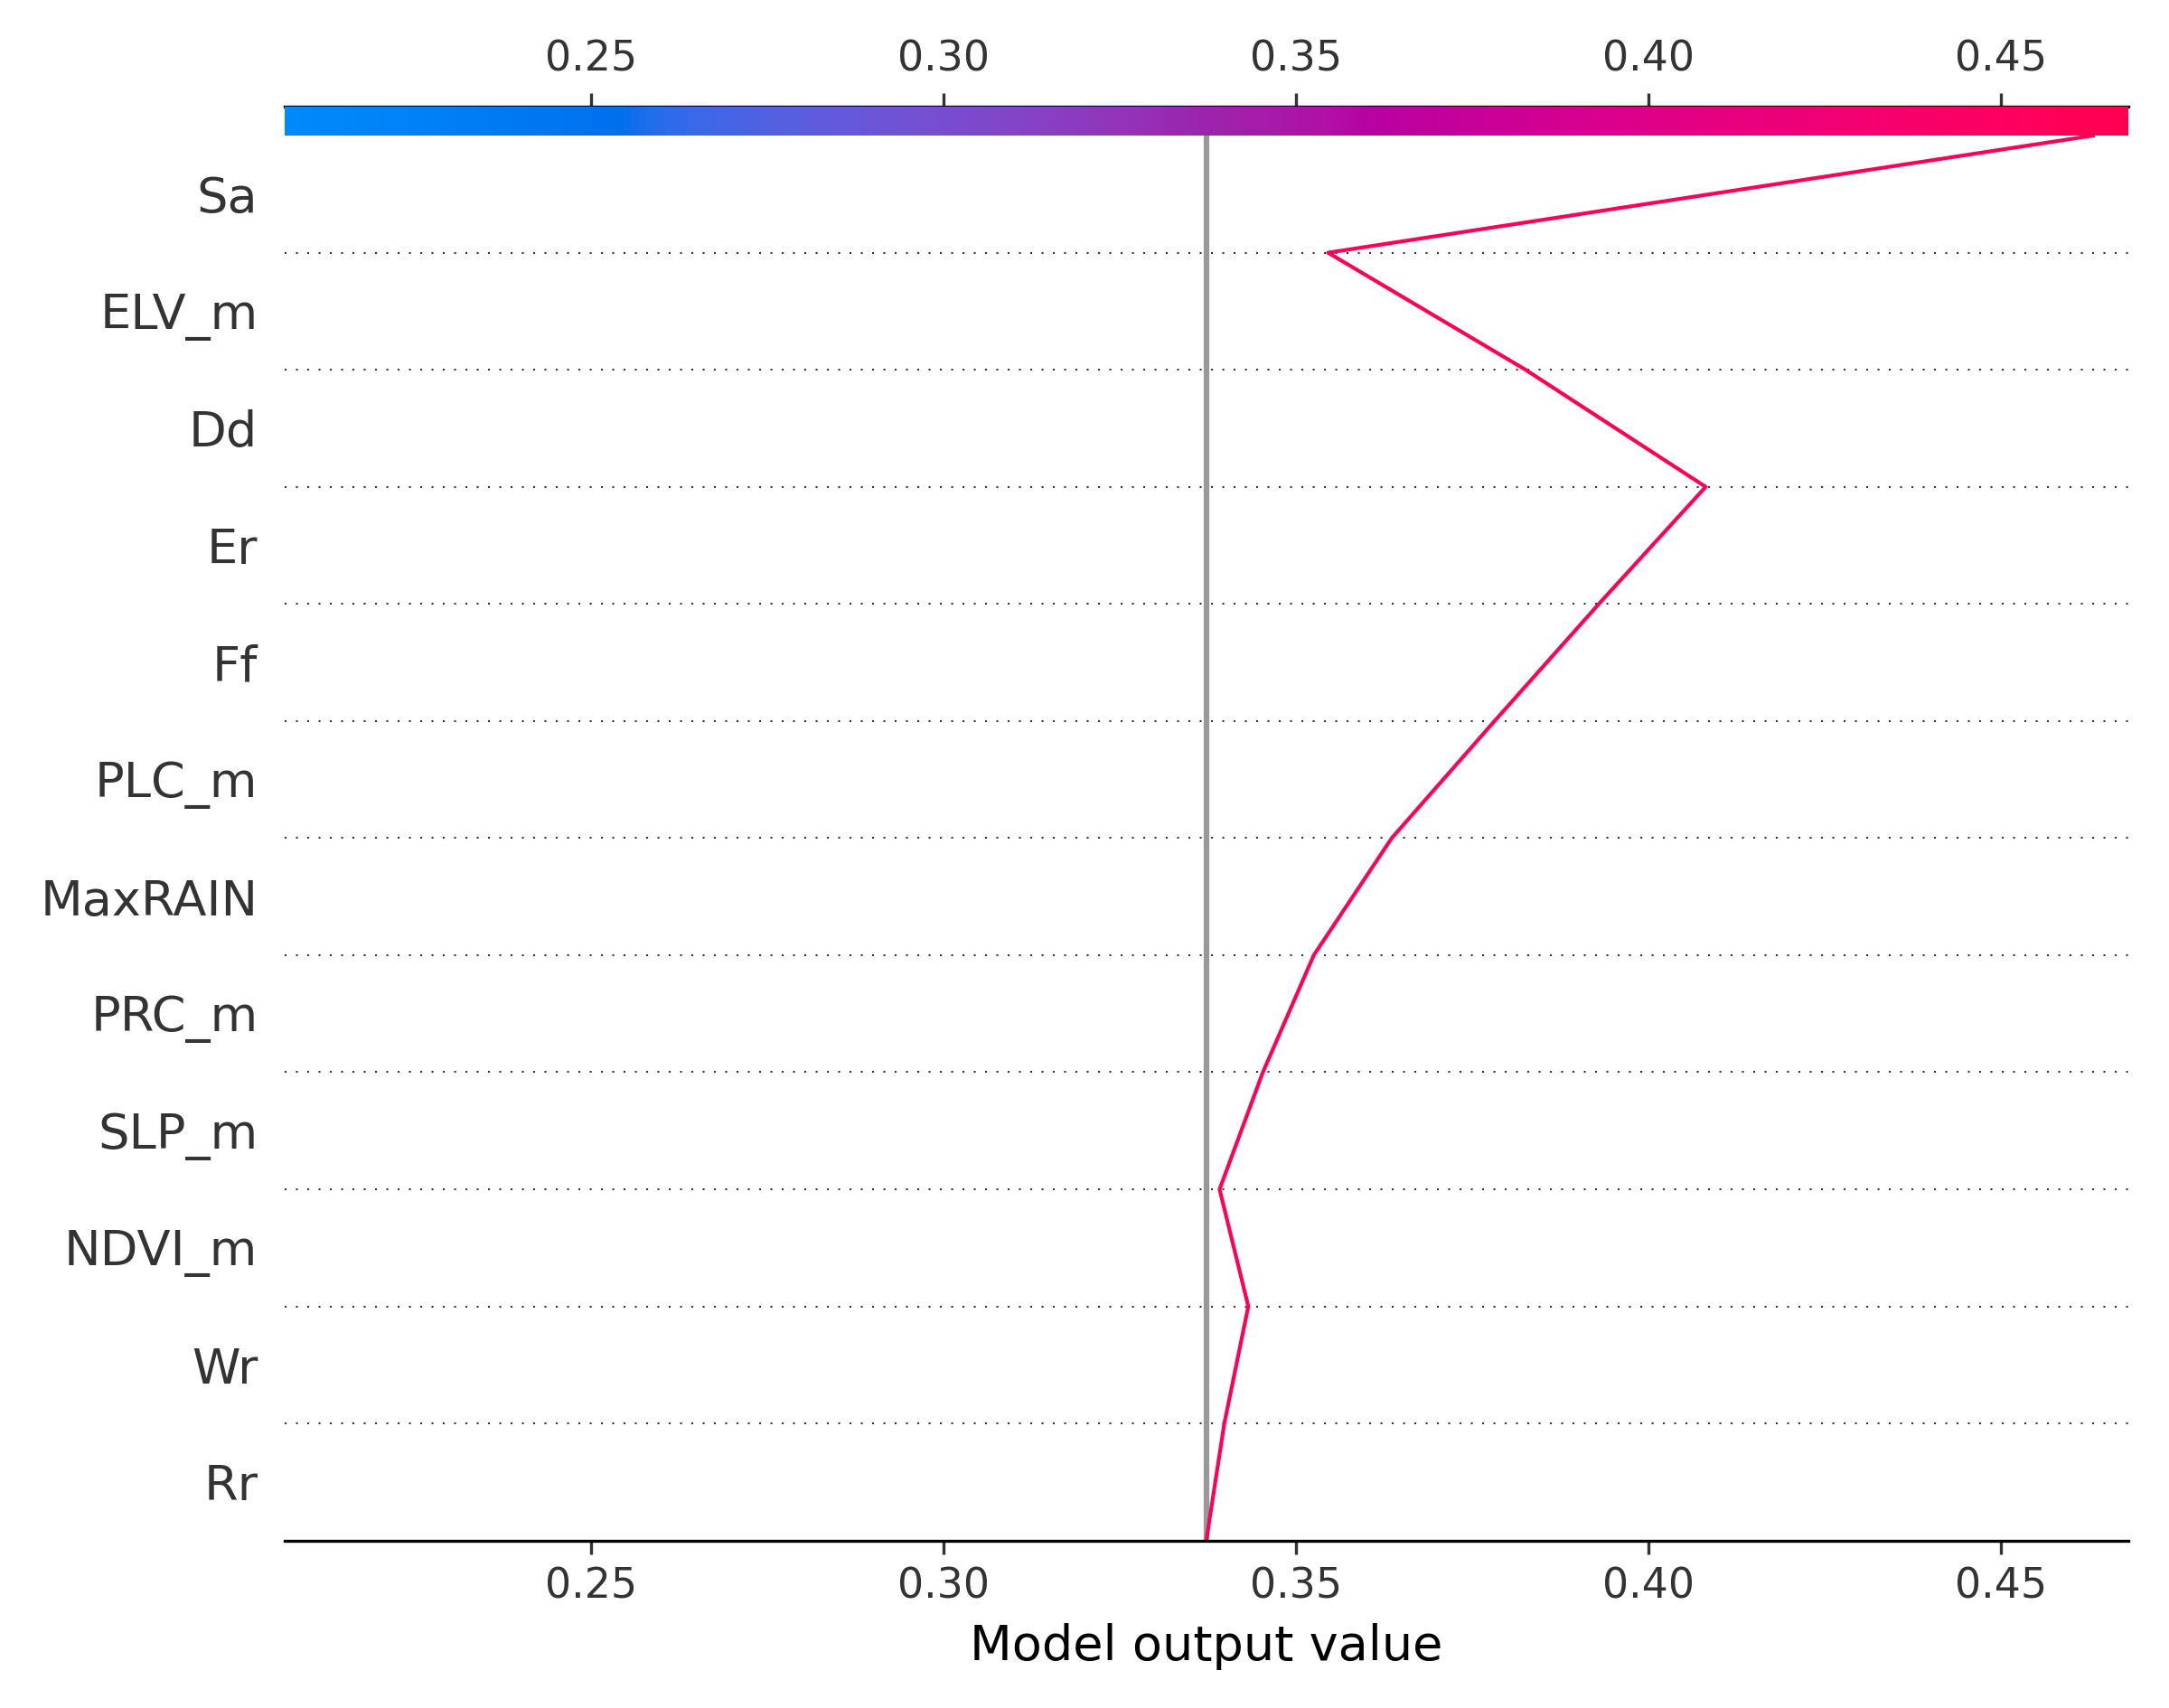 0.25 0.30 0.35 0.40 0.45
Sa
ELV_m
Dd
Er
Ff
PLC_m
MaxRAIN
PRC_m
SLP_m
NDVI_m
Wr
Rr
0.25 0.30 0.35 0.40 0.45
Model output value